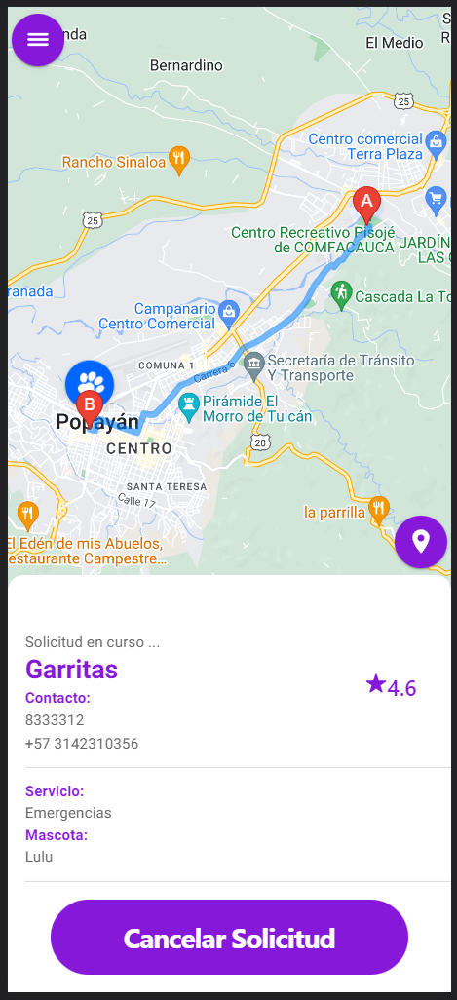 nda
El Medio
S
R
Bernardino
25
Centro comercial
Terra Plaza
Rancho Sinaloa
A
25
Centro Recreativo Pisojé
de COMFACAUCA
JARDÍN
LAS
ranada
Cascada La To
Campanario
Centro Comercial
COMUNA 1
Carrera 6
Secretaría de Tránsito
Y Transporte
B
Pirámide El
Morro de Tulcán
Popayán
CENTRO
20
SANTA TERESA
Calle 17
la parrilla
El Edén de mis Abuelos,
estaurante Campestre...
Solicitud en curso ...
Garritas
4.6
Contacto:
8333312
+57 3142310356
Servicio:
Emergencias
Mascota:
Lulu
Cancelar Solicitud